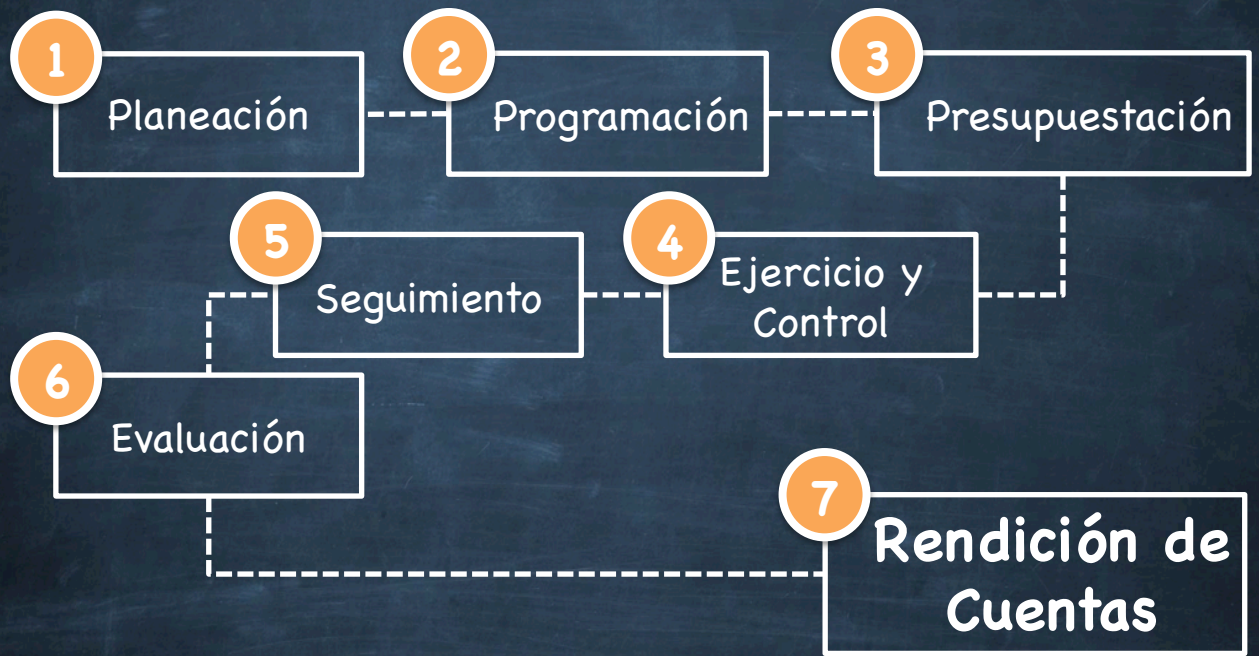 1
Planeación
2
Programación
3
Presupuestación
4
Ejercicio y
Control
5
Seguimiento
6
Evaluación
7
Rendición de
Cuentas